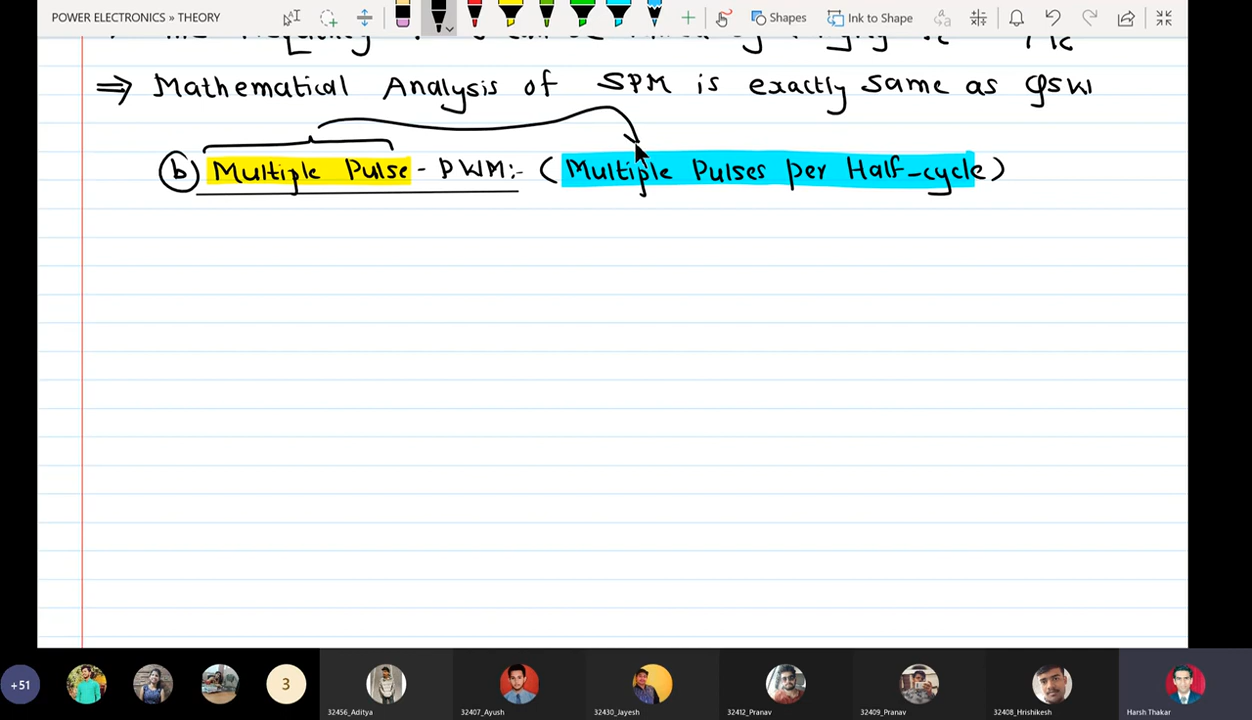 POWER ELECTRONICS » THEORY
Shapes
Ink to Shape
⇒ Mathematical Analysis of SPM is exactly same as QSW
(b) Multiple Pulse - PWM:- (Multiple Pulses per Half-cycle)
+51
3
32456_Aditya
32407_Ayush
32430_Jayesh
32412_Pranav
32409_Pranav
32408_Hrishikesh
Harsh Thakar